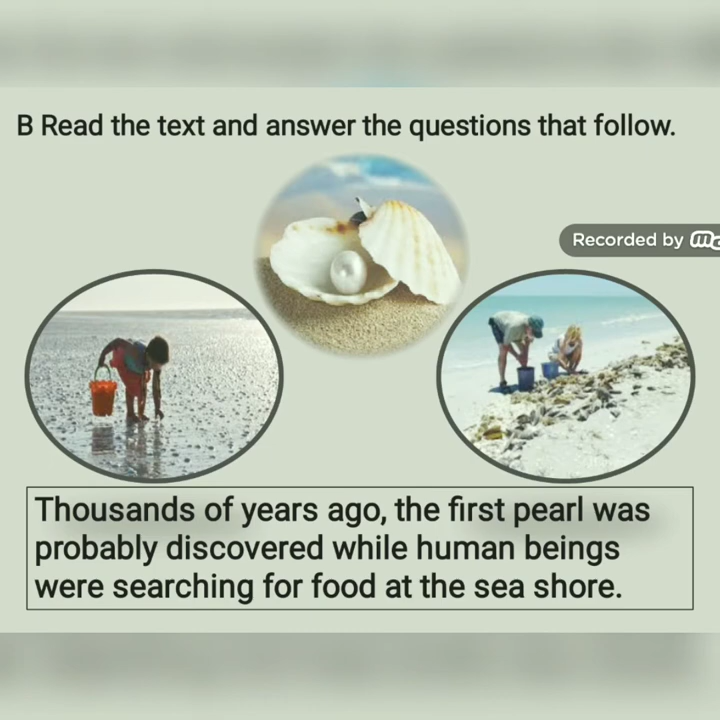 B Read the text and answer the questions that follow.
Recorded by
Thousands of years ago, the first pearl was
probably discovered while human beings
were searching for food at the sea shore.